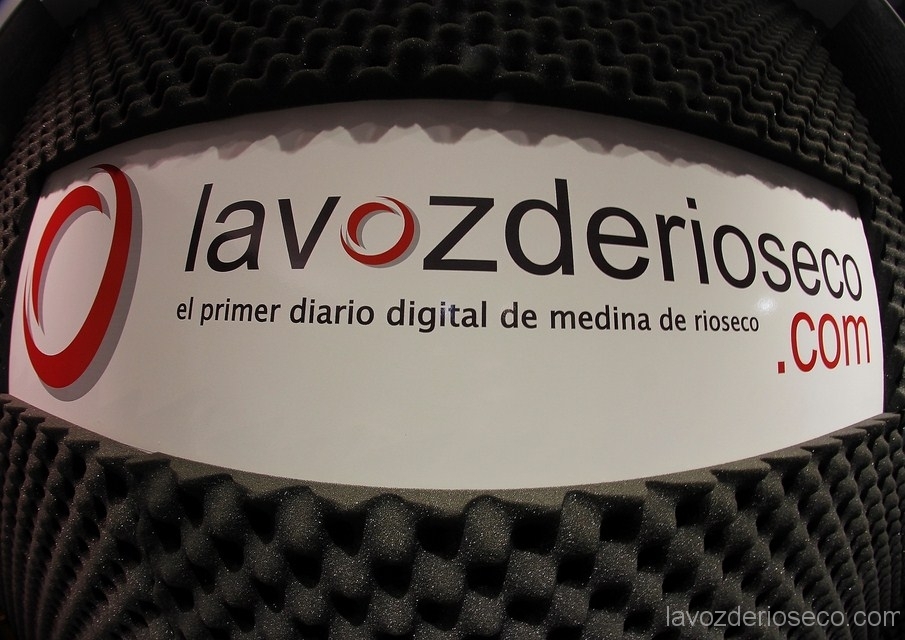 lavozderioseco
el primer diario digital de medina de rioseco
.com
lavozderioseco.com